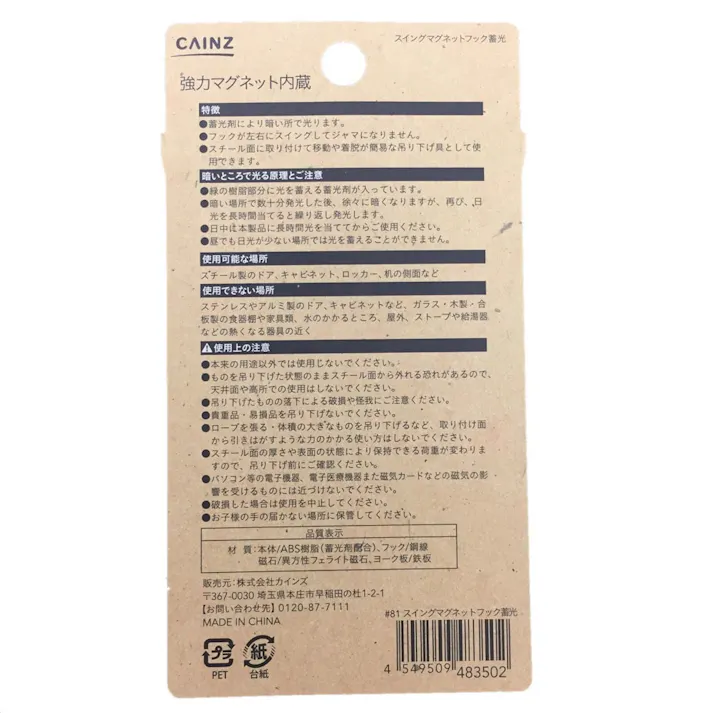 CAINZ
スイングマグネットフック蓄光
強力マグネット内蔵
特徴
●蓄光剤により暗い所で光ります。
●フックが左右にスイングしてジャマになりません。
●スチール面に取り付けて移動や着脱が簡易な吊り下げ具として使
用できます。
暗いところで光る原理とご注意
●緑の樹脂部分に光を蓄える蓄光剤が入っています。
●暗い場所で数十分発光した後、徐々に暗くなりますが、再び、日
光を長時間当てると繰り返し発光します。
●日中は本製品に長時間光を当ててからご使用ください。
●昼でも日光が少ない場所では光を蓄えることができません。
使用可能な場所
スチール製のドア、キャビネット、ロッカー、机の側面など
使用できない場所
ステンレスやアルミ製のドア、キャビネットなど、ガラス・木製・合
板製の食器棚や家具類、水のかかるところ、屋外、ストーブや給湯器
などの熱くなる器具の近く
⚠使用上の注意
●本来の用途以外では使用しないでください。
●ものを吊り下げた状態のままスチール面から外れる恐れがあるので、
天井面や高所での使用はしないでください。
●吊り下げたものの落下による破損や怪我にご注意ください。
●貴重品・易損品を吊り下げないでください。
●ロープを張る・体積の大きなものを吊り下げるなど、取り付け面
から引きはがすような力のかかる使い方はしないでください。
●スチール面の厚さや表面の状態により保持できる荷重が変わりま
すので、吊り下げ前にご確認ください。
●パソコン等の電子機器、電子医療機器また磁気カードなどの磁気の影
響を受けるものには近づけないでください。
●破損した場合は使用を中止してください。
●お子様の手の届かない場所に保管してください。
品質表示
材 質:本体/ABS樹脂(蓄光剤配合)、フック/鋼線
磁石/異方性フェライト磁石、ヨーク板/鉄板
販売元:株式会社カインズ
〒367-0030 埼玉県本庄市早稲田の杜1-2-1
【お問い合わせ先】0120-87-7111
MADE IN CHINA
#81 スイングマグネットフック蓄光
プラ
PET
紙
台紙
4 549509 483502